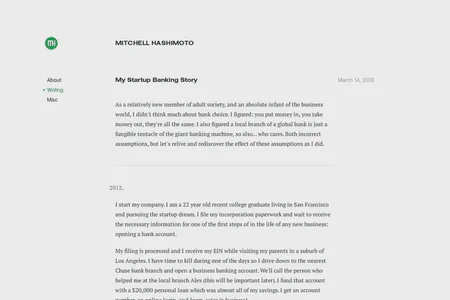 MH
MITCHELL HASHIMOTO
About
Writing
Misc
My Startup Banking Story
March 14, 2023
As a relatively new member of adult society, and an absolute infant of the business
world, I didn't think much about bank choice. I figured: you put money in, you take
money out, they're all the same. I also figured a local branch of a global bank is just a
fungible tentacle of the giant banking machine, so also... who cares. Both incorrect
assumptions, but let's relive and rediscover the effect of these assumptions as I did.
2012.
I start my company. I am a 22 year old recent college graduate living in San Francisco
and pursuing the startup dream. I file my incorporation paperwork and wait to receive
the necessary information for one of the first steps of in the life of any new business:
opening a bank account.
My filing is processed and I receive my EIN while visiting my parents in a suburb of
Los Angeles. I have time to kill during one of the days so I drive down to the nearest
Chase bank branch and open a business banking account. We'll call the person who
helped me at the local branch Alex (this will be important later). I fund that account
with a $20,000 personal loan which was almost all of my savings. I get an account